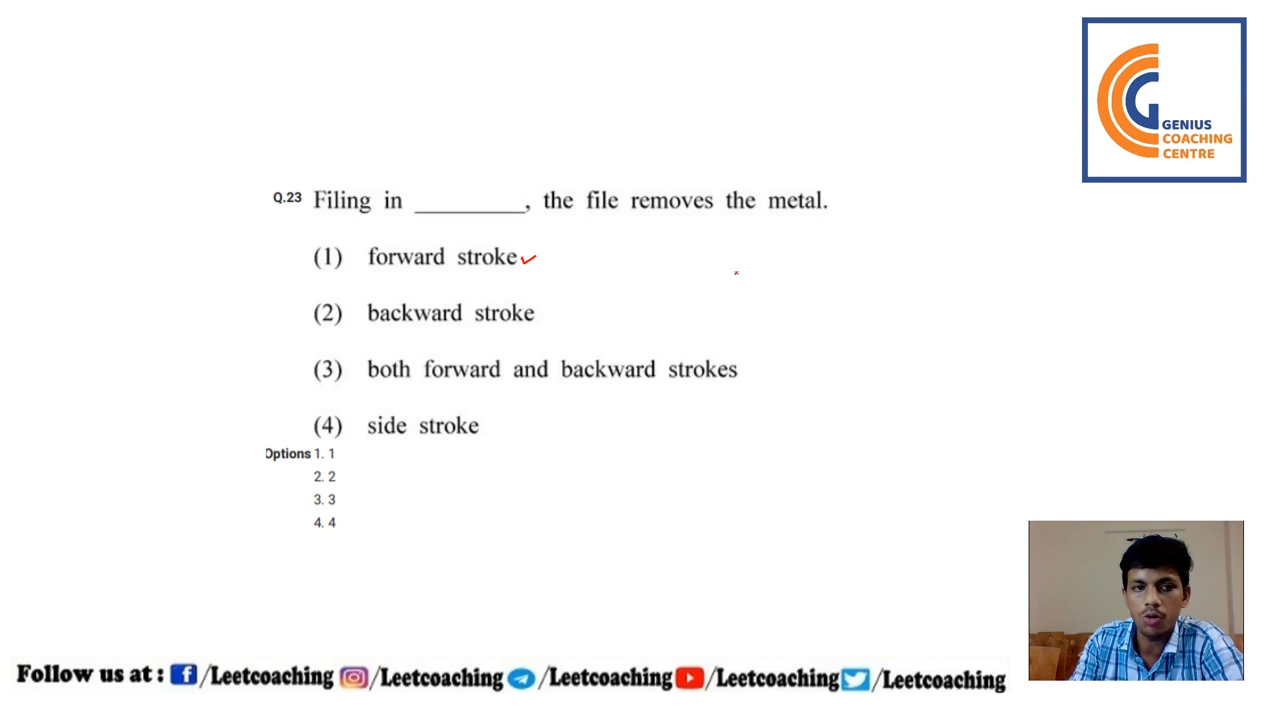 GENIUS
COACHING
CENTRE
Q.23 Filing in __________, the file removes the metal.
(1) forward stroke
(2) backward stroke
(3) both forward and backward strokes
(4) side stroke
Options 1. 1
2. 2
3. 3
4. 4
Follow us at : /Leetcoaching /Leetcoaching /Leetcoaching /Leetcoaching /Leetcoaching